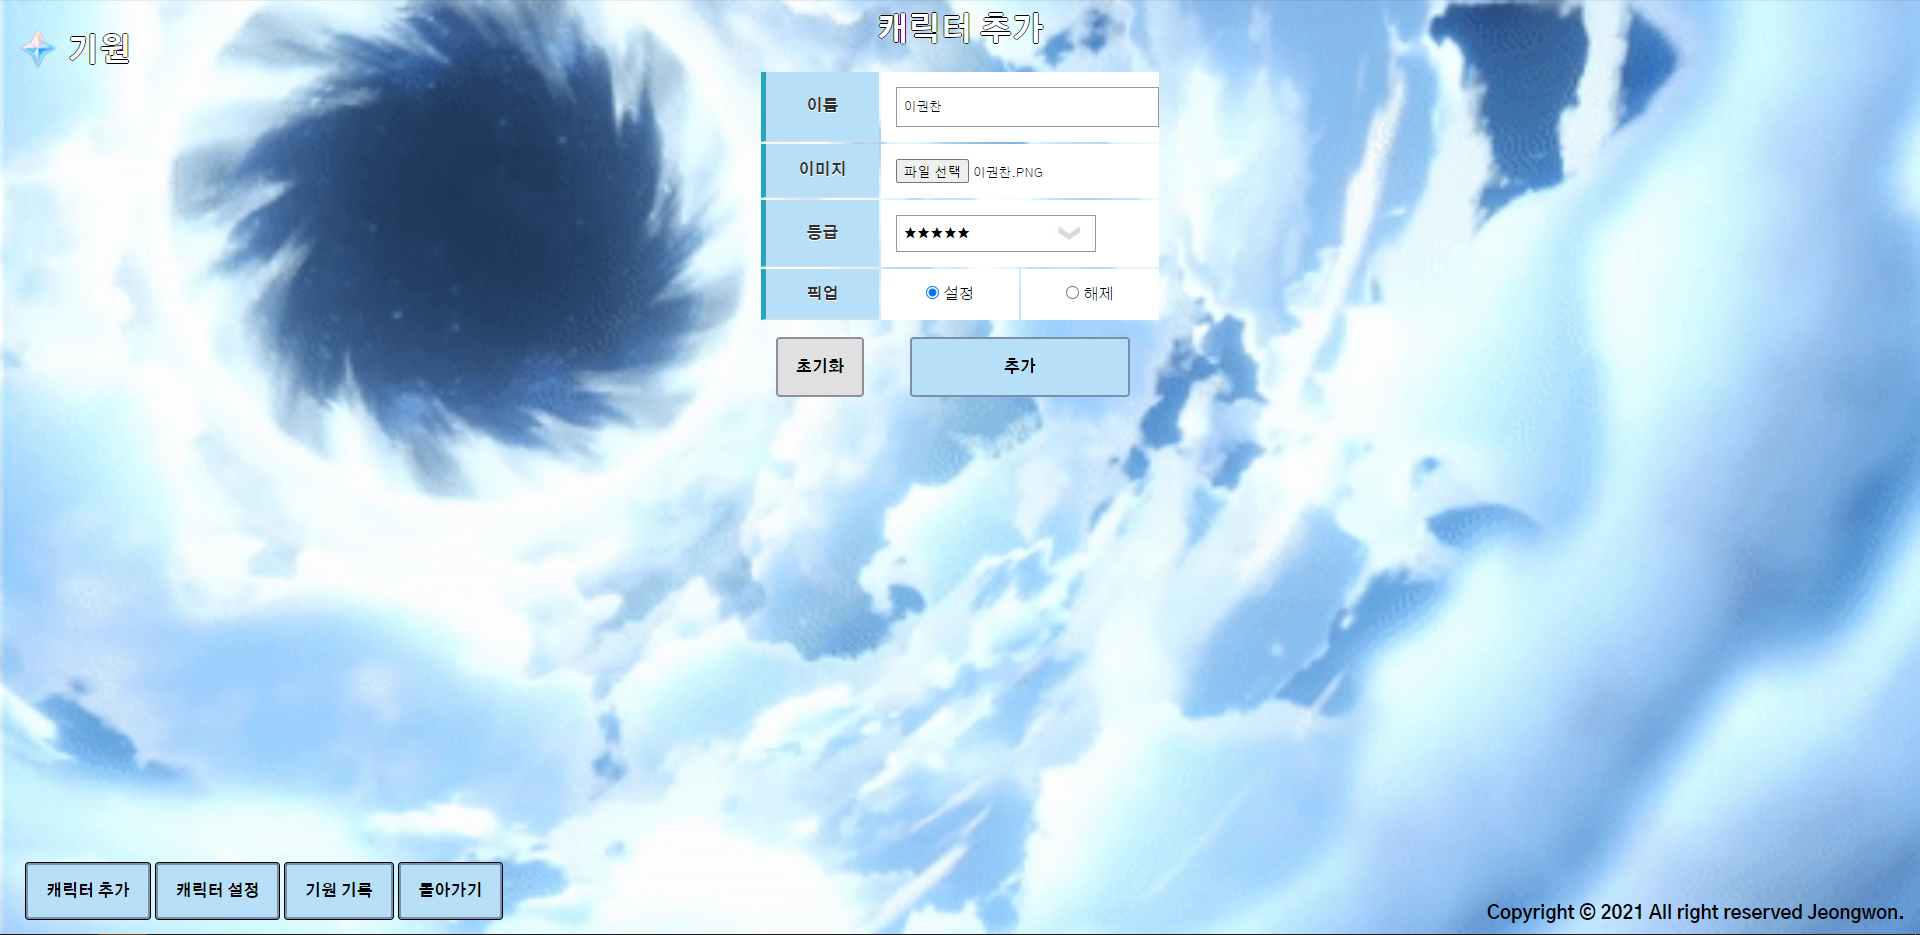 기원
캐릭터 추가
이름 이권찬
이미지 파일 선택 이권찬.PNG
등급 ★★★★★
픽업 설정 해제
초기화 추가
캐릭터 추가 캐릭터 설정 기원 기록 돌아가기
Copyright © 2021 All right reserved Jeongwon.